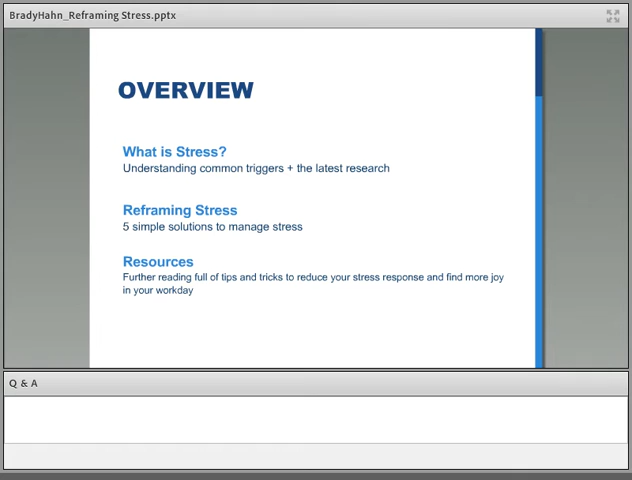 BradyHahn_Reframing Stress.pptx
OVERVIEW
What is Stress?
Understanding common triggers + the latest research
Reframing Stress
5 simple solutions to manage stress
Resources
Further reading full of tips and tricks to reduce your stress response and find more joy
in your workday
Q & A